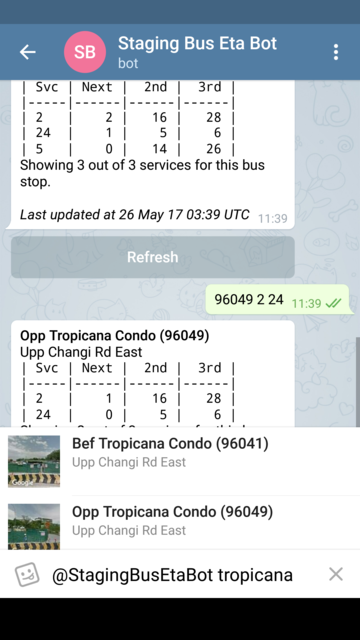 SB
Staging Bus Eta Bot
bot
| Svc | Next | 2nd | 3rd |
|-----|------|------|------|
| 2 | 2 | 16 | 28
| 24 | 1 | 5 | 6 |
| 5 | 0 | 14 | 26
Showing 3 out of 3 services for this bus
stop.
Last updated at 26 May 17 03:39 UTC 11:39
Refresh
96049 2 24 11:39
Opp Tropicana Condo (96049)
Upp Changi Rd East
| Svc | Next | 2nd | 3rd |
|-----|------|------|------|
| 2 | 1 | 16 | 28
| 24 | 0 | 5 | 6 |
Bef Tropicana Condo (96041)
Upp Changi Rd East
Google
Opp Tropicana Condo (96049)
Upp Changi Rd East
@StagingBusEtaBot tropicana